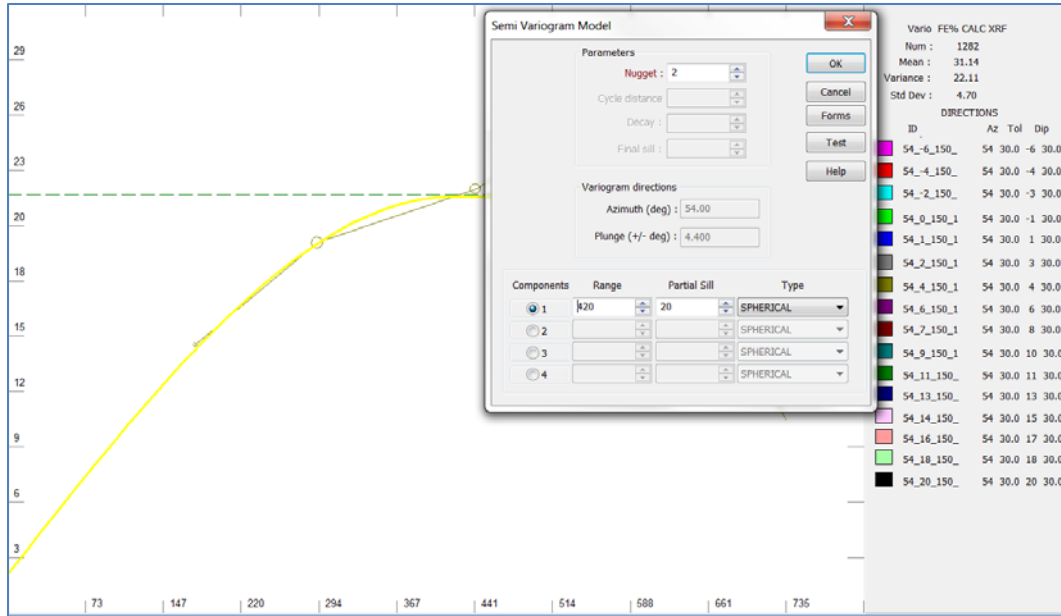 29
26
23
20
18
15
12
9
6
3
73 147 220 294 367 441 514 588 661 735
Semi Variogram Model
Parameters
Nugget : 2
Cycle distance
Decay :
Final sill :
OK
Cancel
Forms
Test
Help
Variogram directions
Azimuth (deg) : 54.00
Plunge (+/- deg) : 4.400
Components Range Partial Sill Type
1 420 20 SPHERICAL
2 SPHERICAL
3 SPHERICAL
4 SPHERICAL
Vario FE% CALC XRF
Num : 1282
Mean : 31.14
Variance : 22.11
Std Dev : 4.70
DIRECTIONS
ID Az Tol Dip
54_-6_150_ 54 30.0 -6 30.0
54_-4_150_ 54 30.0 -4 30.0
54_-2_150_ 54 30.0 -3 30.0
54_0_150_1 54 30.0 -1 30.0
54_1_150_1 54 30.0 1 30.0
54_2_150_1 54 30.0 3 30.0
54_4_150_1 54 30.0 4 30.0
54_6_150_1 54 30.0 6 30.0
54_7_150_1 54 30.0 8 30.0
54_9_150_1 54 30.0 10 30.0
54_11_150_ 54 30.0 11 30.0
54_13_150_ 54 30.0 13 30.0
54_14_150_ 54 30.0 15 30.0
54_16_150_ 54 30.0 17 30.0
54_18_150_ 54 30.0 18 30.0
54_20_150_ 54 30.0 20 30.0